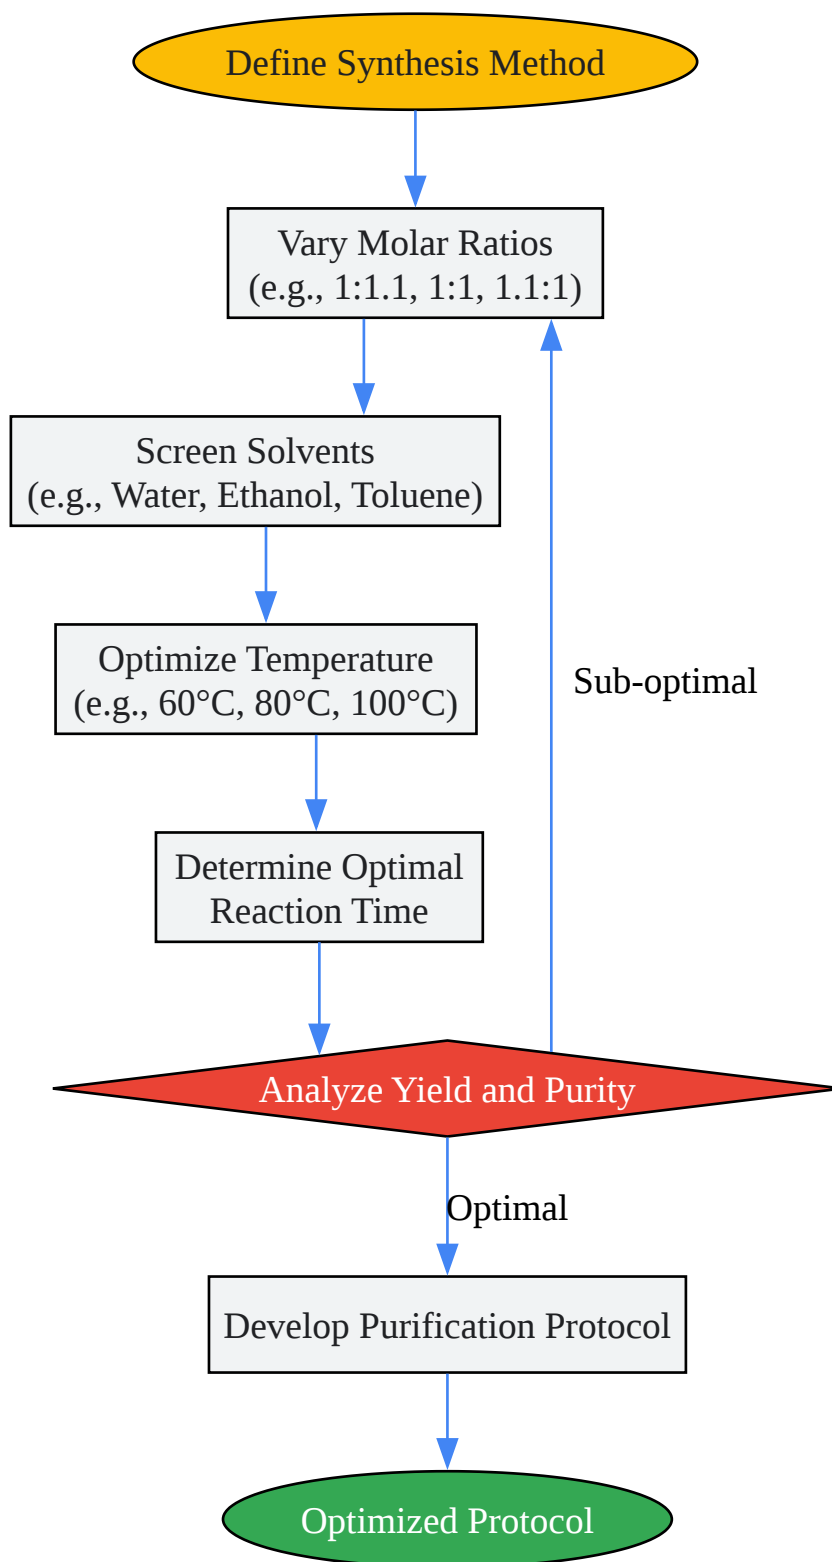 Define Synthesis Method
Vary Molar Ratios
(e.g., 1:1.1, 1:1, 1.1:1)
Screen Solvents
(e.g., Water, Ethanol, Toluene)
Optimize Temperature
(e.g., 60°C, 80°C, 100°C)
Sub-optimal
Determine Optimal
Reaction Time
Analyze Yield and Purity
Optimal
Develop Purification Protocol
Optimized Protocol